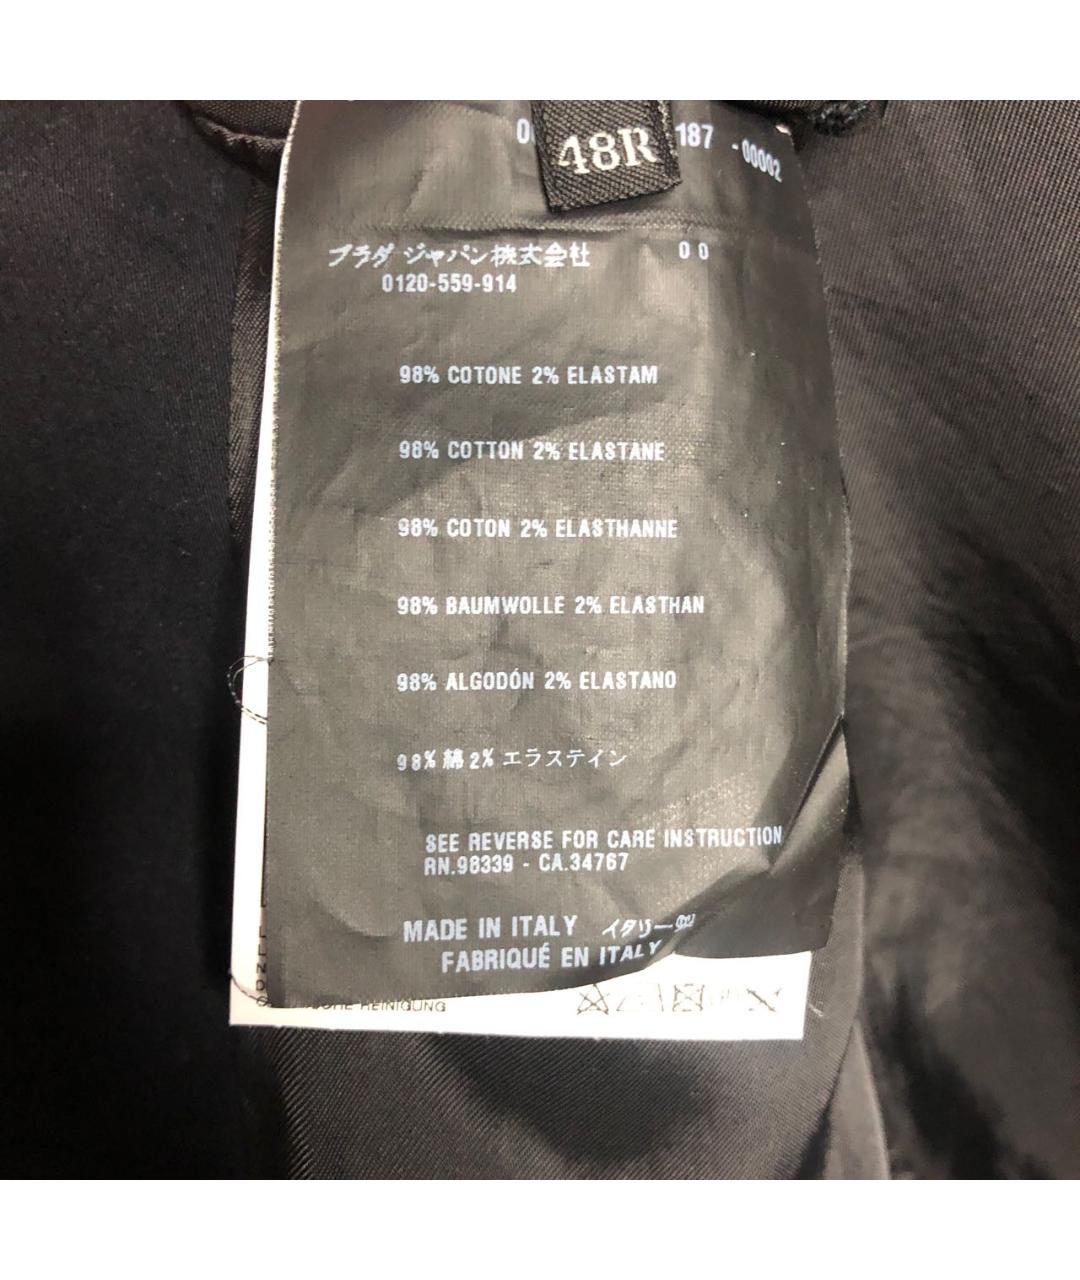 48R
187 - 00002
プラダ ジャパン株式会社 0 0
0120-559-914
98% COTONE 2% ELASTAM
98% COTTON 2% ELASTANE
98% COTON 2% ELASTHANNE
98% BAUMWOLLE 2% ELASTHAN
98% ALGODÓN 2% ELASTANO
98% 綿 2% エラステイン
SEE REVERSE FOR CARE INSTRUCTION
RN.98339 - CA.34767
MADE IN ITALY イタリー製
FABRIQUÉ EN ITALY
REINIGUNG